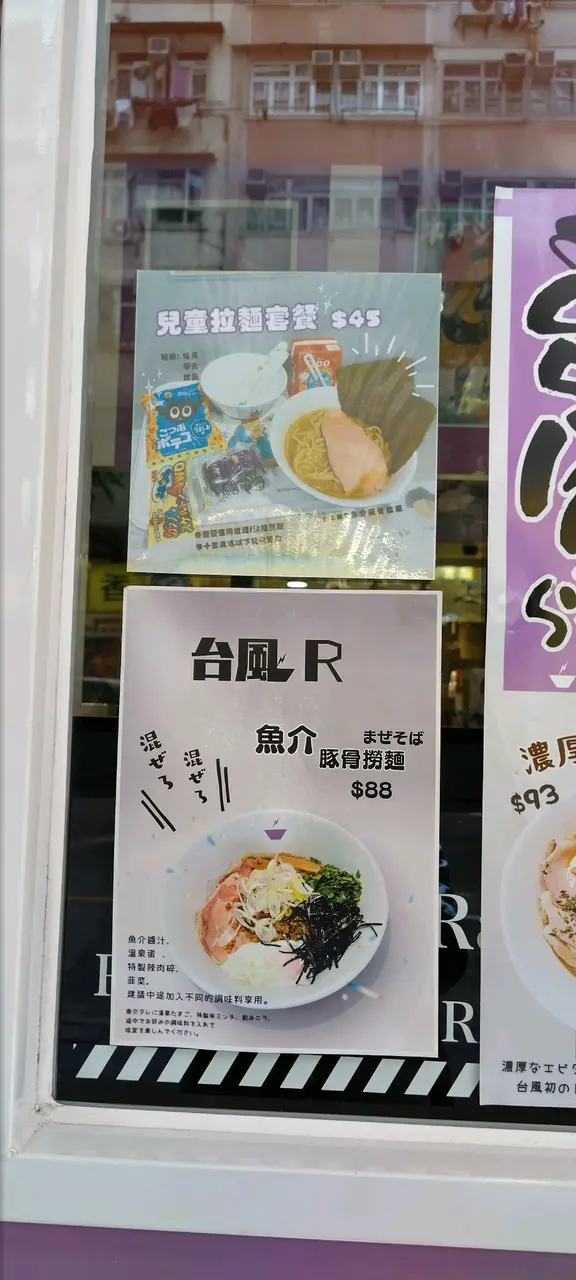 兒童拉麵套餐 $45
飲品
こつぶ
ポテコ
台風 R
混ぜろ
混ぜろ
魚介
まぜそば
豚骨撈麵
$88
魚介醬汁、
溫泉蛋、
特製辣肉碎、
韮菜、
建議中途加入不同的調味料享用。
魚介タレに温泉たまご、特製辛ミンチ、刻みニラ。
途中でお好みの調味料を入れて
味変を楽しんでください。
濃厚
$93
濃厚なエビ
台風初の
R
R